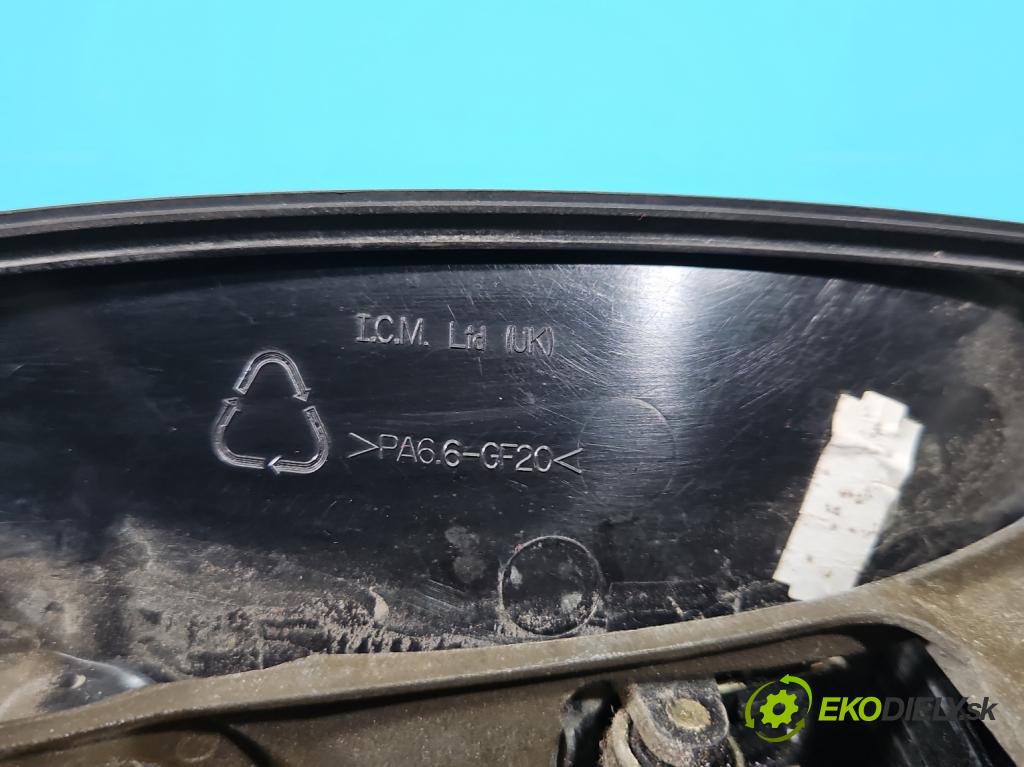 I.C.M. Ltd (UK)
>PA6.6-GF20<
EKODIELY.sk